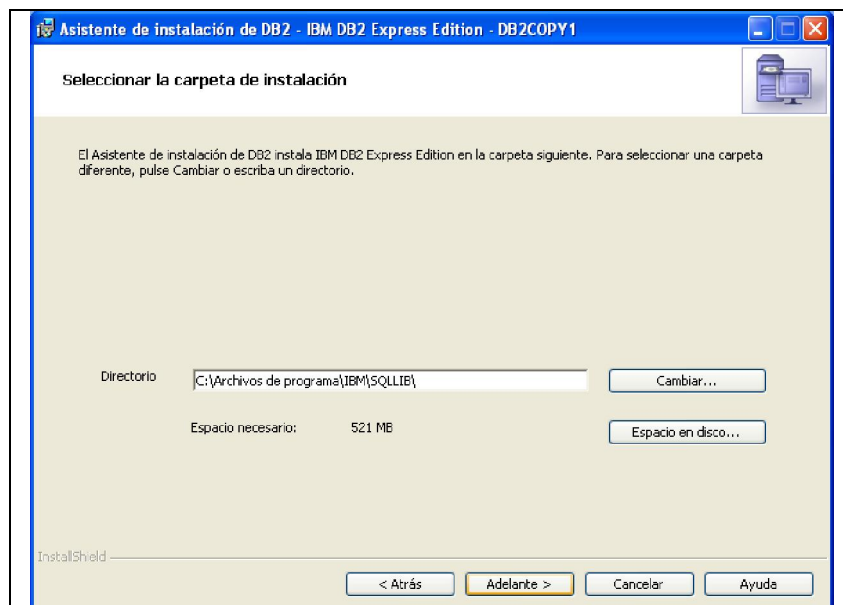 Asistente de instalación de DB2 - IBM DB2 Express Edition - DB2COPY1
Seleccionar la carpeta de instalación
El Asistente de instalación de DB2 instala IBM DB2 Express Edition en la carpeta siguiente. Para seleccionar una carpeta
diferente, pulse Cambiar o escriba un directorio.
Directorio C:\Archivos de programa\IBM\SQLLIB\ Cambiar...
Espacio necesario: 521 MB Espacio en disco...
InstallShield
< Atrás Adelante > Cancelar Ayuda